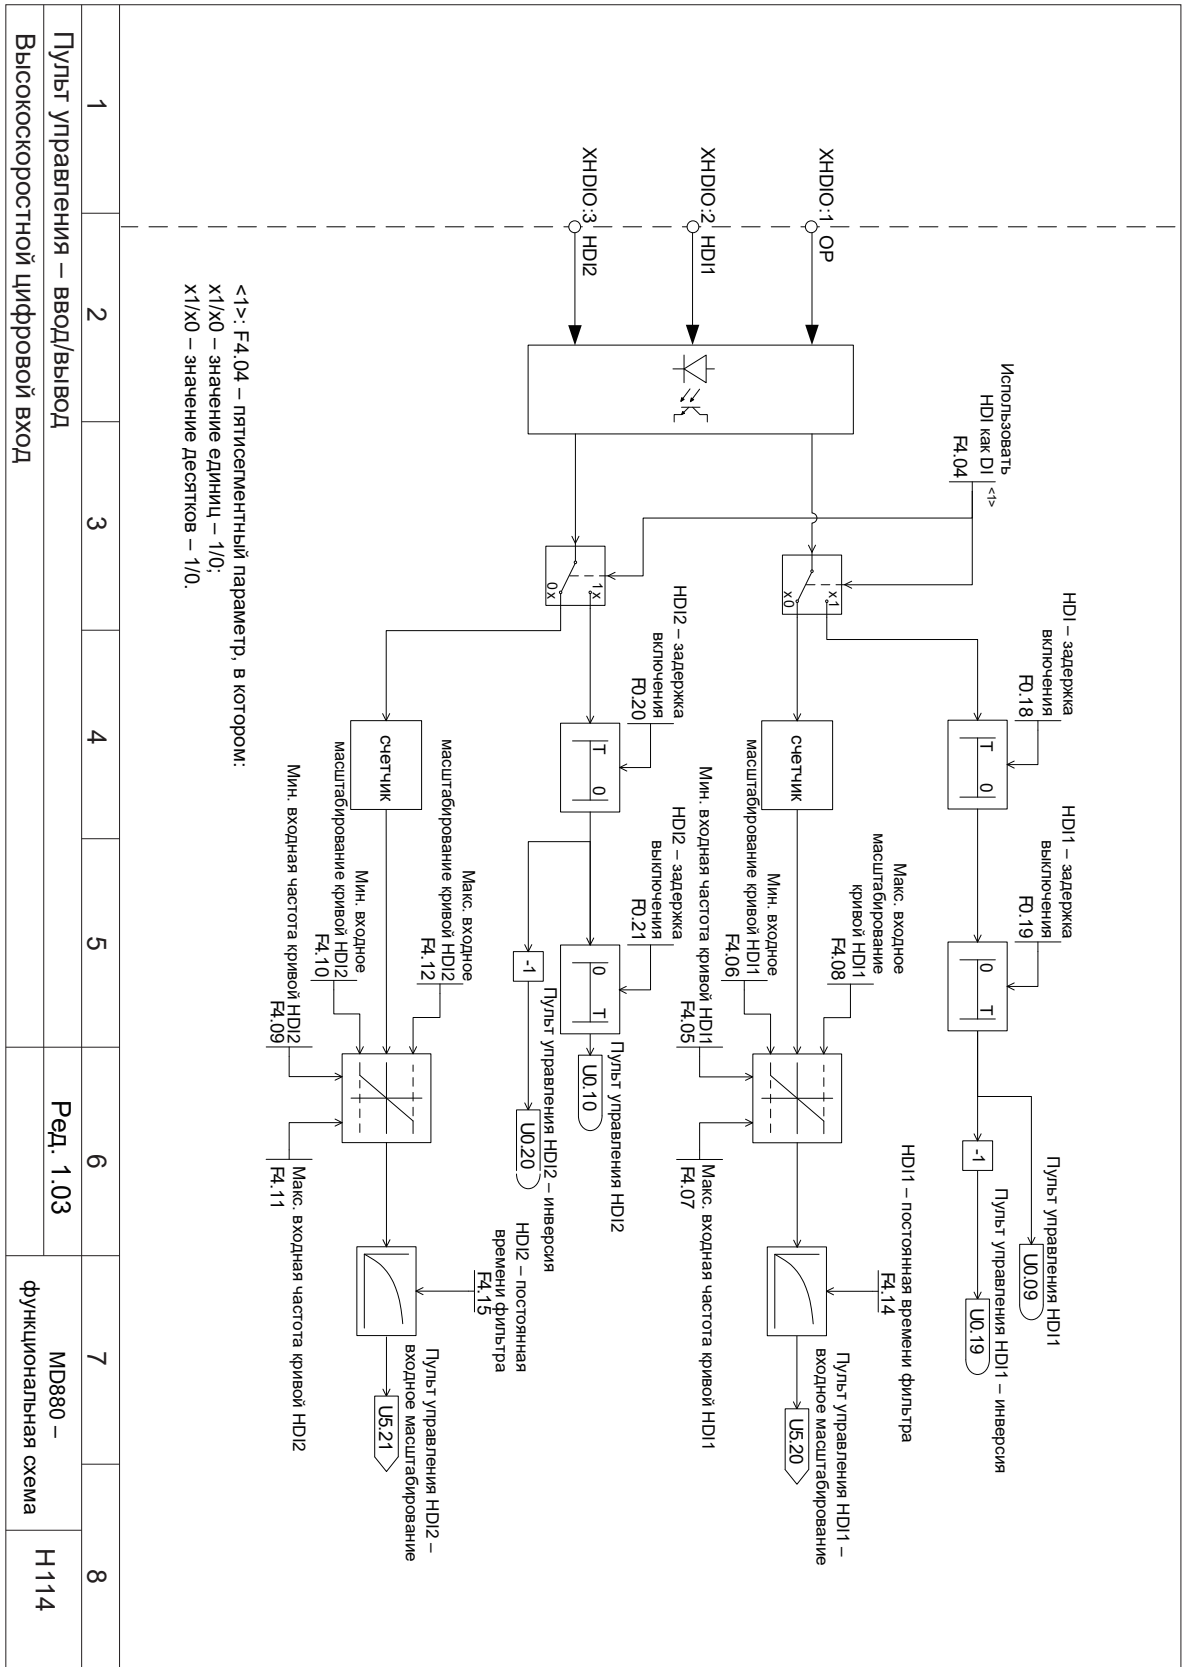 XHDIO:1
OP
XHDIO:2
HDI1
XHDIO:3
HDI2
Использовать
HDI как DI
F4.04
<1>
x1
x0
1x
0x
HDI – задержка
включения
F0.18
T 0
HDI1 – задержка
выключения
F0.19
0 T
Пульт управления HDI1
U0.09
-1
Пульт управления HDI1 – инверсия
U0.19
счетчик
Макс. входное
масштабирование
кривой HDI1
F4.08
Мин. входное
масштабирование кривой HDI1
F4.06
Мин. входная частота кривой HDI1
F4.05
Макс. входная частота кривой HDI1
F4.07
HDI1 – постоянная времени фильтра
F4.14
Пульт управления HDI1 –
входное масштабирование
U5.20
HDI2 – задержка
включения
F0.20
T 0
HDI2 – задержка
выключения
F0.21
0 T
Пульт управления HDI2
U0.10
-1
Пульт управления HDI2 – инверсия
U0.20
счетчик
Макс. входное
масштабирование кривой HDI2
F4.12
Мин. входное
масштабирование кривой HDI2
F4.10
Мин. входная частота кривой HDI2
F4.09
Макс. входная частота кривой HDI2
F4.11
HDI2 – постоянная
времени фильтра
F4.15
Пульт управления HDI2 –
входное масштабирование
U5.21
<1>: F4.04 – пятисегментный параметр, в котором:
x1/x0 – значение единиц – 1/0;
x1/x0 – значение десятков – 1/0.
1 2 3 4 5 6 7 8
Пульт управления – ввод/вывод
Высокоскоростной цифровой вход
Ред. 1.03
MD880 –
функциональная схема
H114